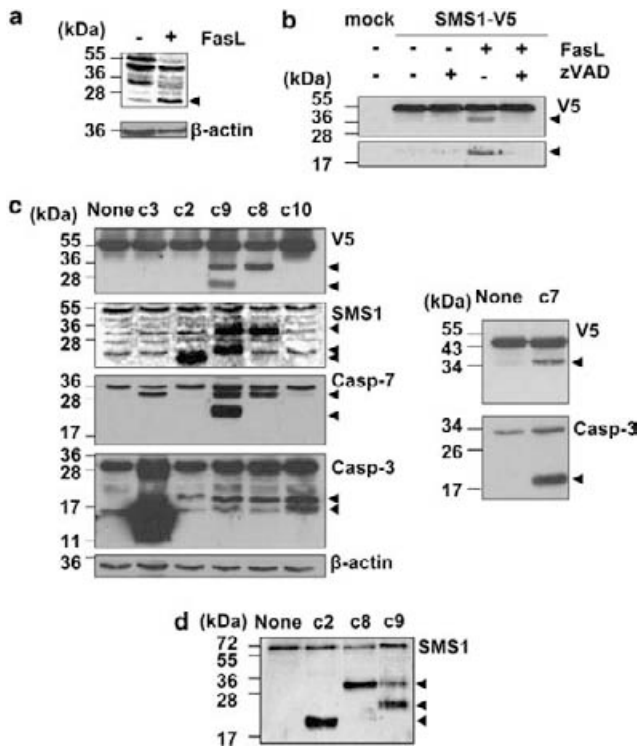 a
(kDa)
- + FasL
55
36
28
36
β-actin
b
mock SMS1-V5
- - - + + FasL
- - + - + zVAD
(kDa)
55
36
28
17
V5
c
(kDa) None c3 c2 c9 c8 c10
55
36
28
V5
55
36
28
SMS1
36
28
17
Casp-7
36
28
17
11
Casp-3
36
β-actin
(kDa) None c7
55
43
34
V5
34
26
17
Casp-3
d (kDa) None c2 c8 c9
72
55
36
28
17
SMS1